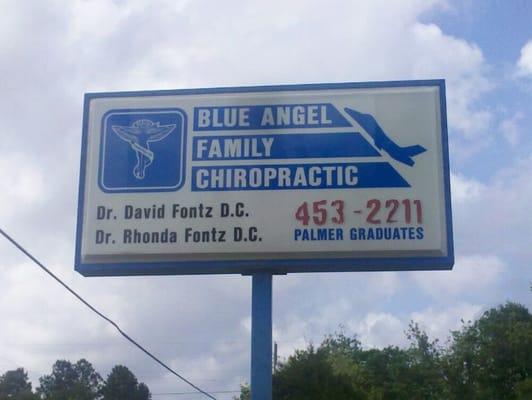 BLUE ANGEL
FAMILY
CHIROPRACTIC
Dr. David Fontz D.C.
Dr. Rhonda Fontz D.C.
453-2211
PALMER GRADUATES